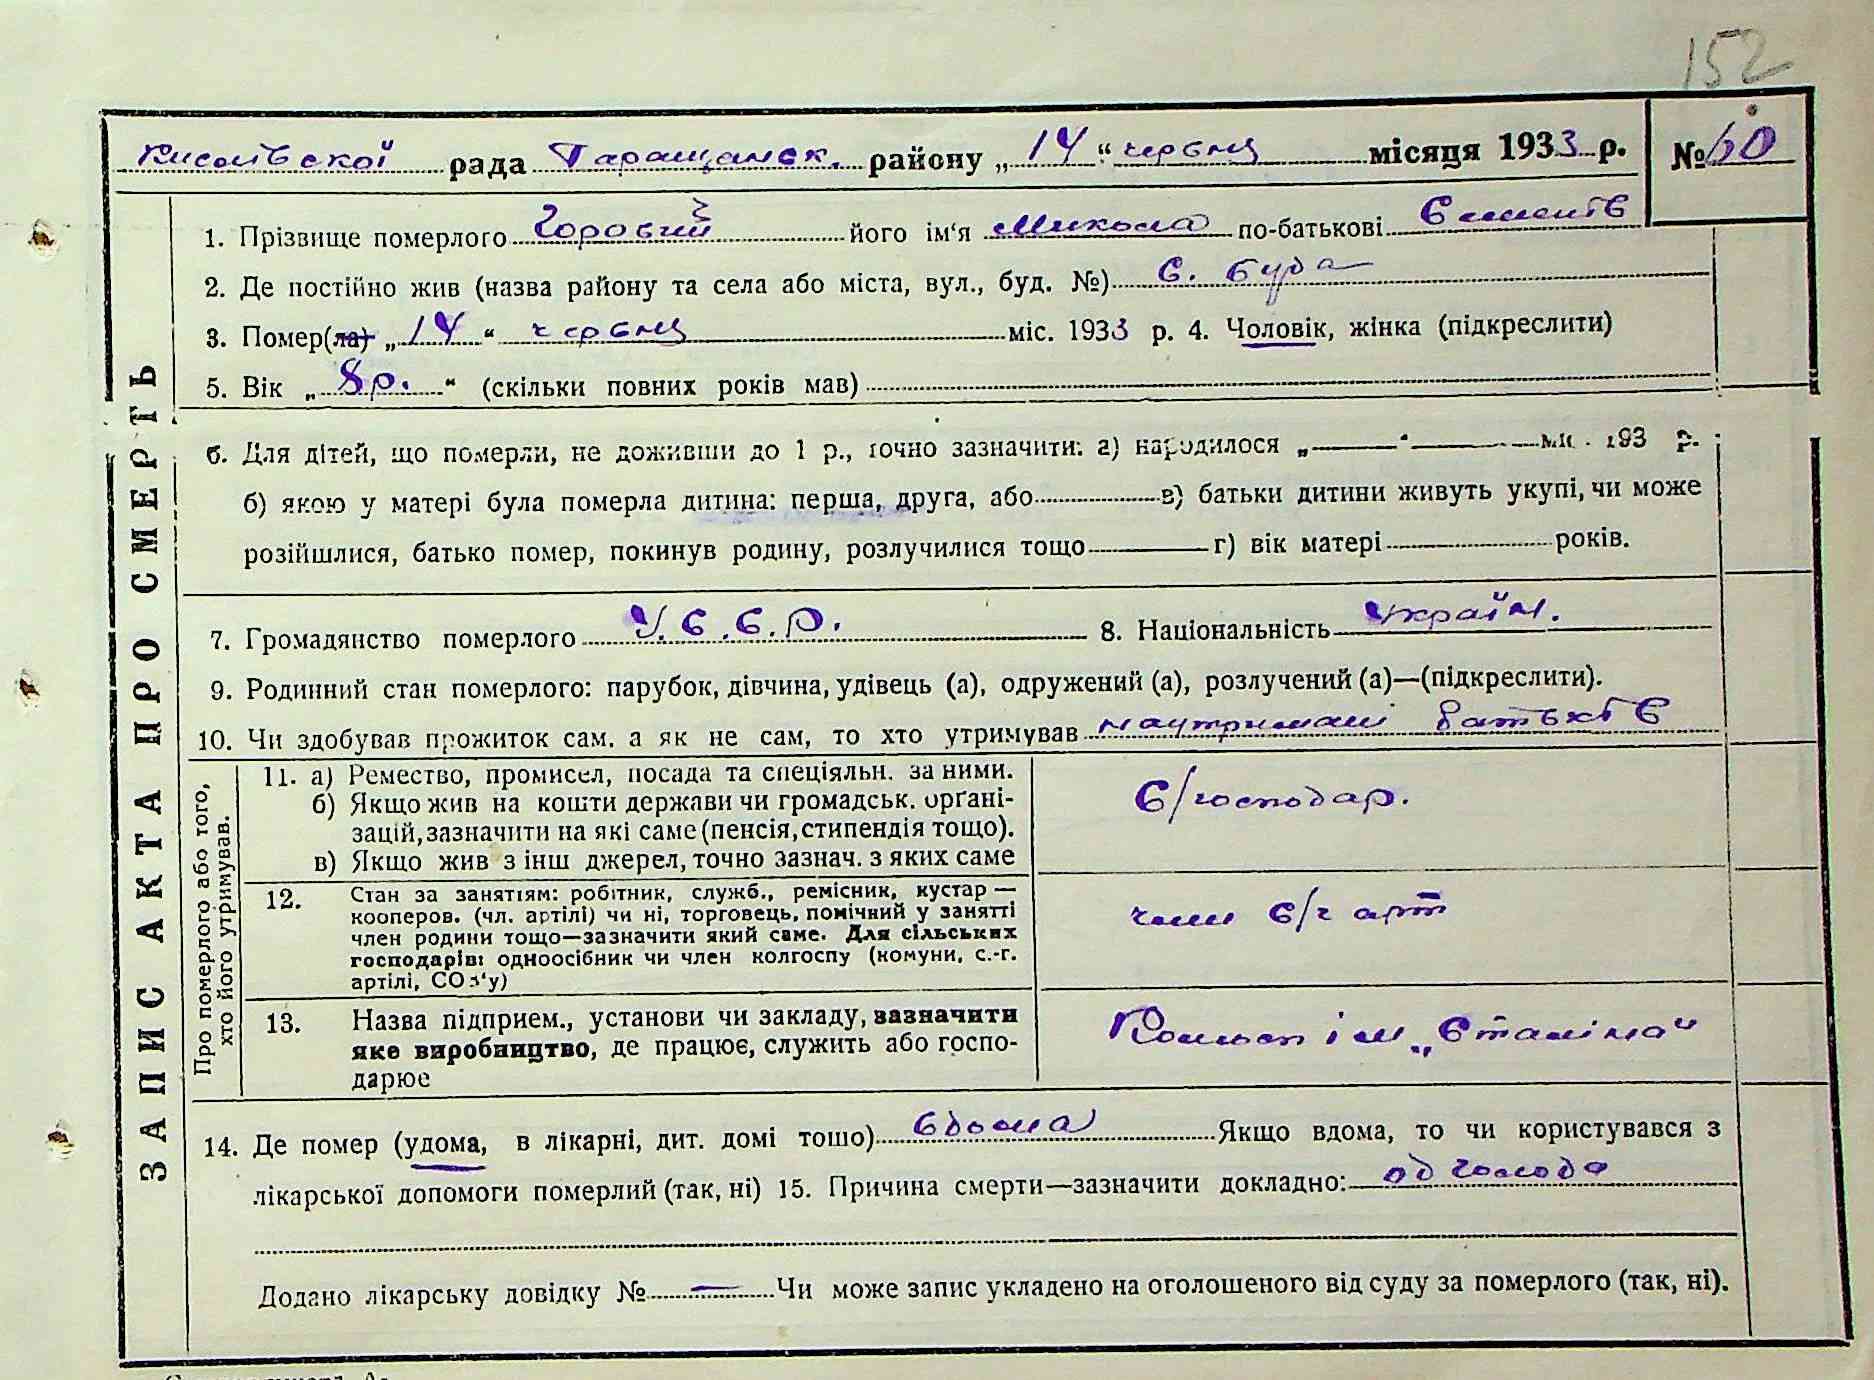 152
Кисолівскої рада Таращанск. району „14“ червня місяця 1933 р. № 60
ЗАПИС АКТА ПРО СМЕРТЬ
1. Прізвище померлого Горовий його ім'я Микола по-батькові Семенів
2. Де постійно жив (назва району та села або міста, вул., буд. №) С. Буда
3. Помер(ла) „14“ червня міс. 1933 р. 4. Чоловік, жінка (підкреслити)
5. Вік „8р.“ (скільки повних років мав)
6. Для дітей, що померли, не доживши до 1 р., точно зазначити: а) народилося „—“ — міс. 193 р.
б) якою у матері була померла дитина: перша, друга, або в) батьки дитини живуть укупі, чи може
розійшлися, батько помер, покинув родину, розлучилися тощо г) вік матері років.
7. Громадянство померлого У.С.С.Р. 8. Національність Україн.
9. Родинний стан померлого: парубок, дівчина, удівець (а), одружений (а), розлучений (а)—(підкреслити).
10. Чи здобував прожиток сам. а як не сам, то хто утримував наутримані батьків
Про померлого або того, хто його утримував.
11. а) Ремество, промисел, посада та спеціяльн. за ними.
б) Якщо жив на кошти держави чи громадськ. органі-
зацій, зазначити на які саме (пенсія, стипендія тощо).
в) Якщо жив з інш джерел, точно зазнач. з яких саме
С/господар.
12. Стан за занятіям: робітник, служб., ремісник, кустар —
кооперов. (чл. артілі) чи ні, торговець, помічний у занятті
член родини тощо—зазначити який саме. Для сільських
господарів: одноосібник чи член колгоспу (комуни, с.-г.
артілі, СОЗ'у)
член С/г арт
13. Назва підприєм., установи чи закладу, зазначити
яке виробництво, де працює, служить або госпо-
дарює
Колгосп ім „Сталіна“
14. Де помер (удома, в лікарні, дит. домі тощо) вдома Якщо вдома, то чи користувався з
лікарської допомоги померлий (так, ні) 15. Причина смерти—зазначити докладно: од голода
Додано лікарську довідку № — Чи може запис укладено на оголошеного від суду за померлого (так, ні).